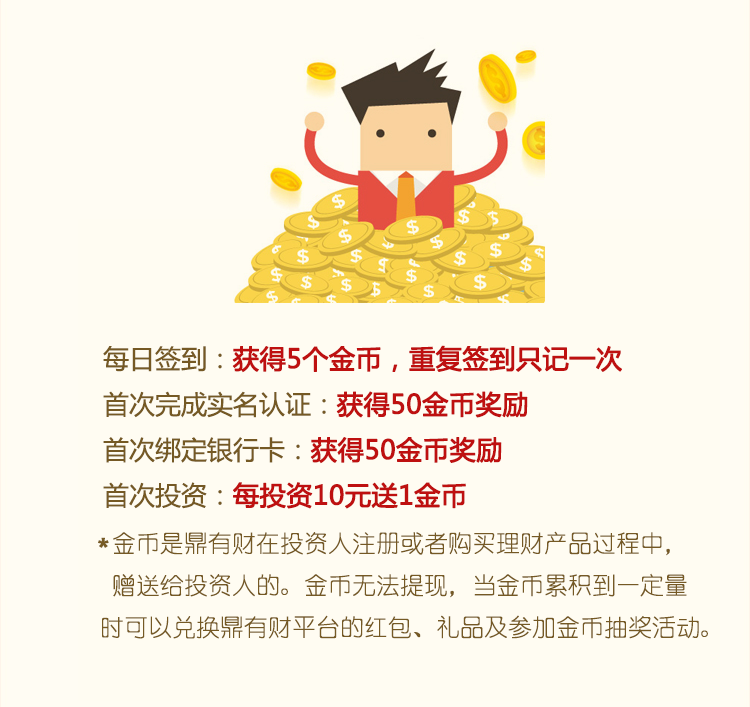 每日签到：获得5个金币，重复签到只记一次
首次完成实名认证：获得50金币奖励
首次绑定银行卡：获得50金币奖励
首次投资：每投资10元送1金币
*金币是鼎有财在投资人注册或者购买理财产品过程中，
赠送给投资人的。金币无法提现，当金币累积到一定量
时可以兑换鼎有财平台的红包、礼品及参加金币抽奖活动。